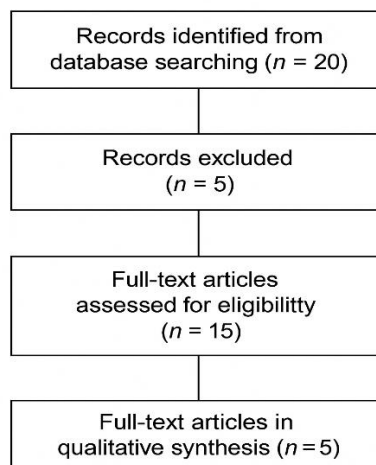 Records identified from
database searching (n = 20)
Records excluded
(n = 5)
Full-text articles
assessed for eligibilitty
(n = 15)
Full-text articles in
qualitative synthesis (n = 5)